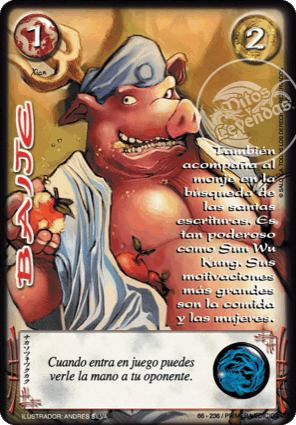 1
2
Xian
Mitos
y
Leyendas
BAIJE
También
acompaña al
monje en la
búsqueda de
las santas
escrituras. Es
tan poderoso
como Sun Wu
Kung. Sus
motivaciones
más grandes
son la comida
y las mujeres.
Cuando entra en juego puedes
verle la mano a tu oponente.
ILUSTRADOR: ANDRES SILVA